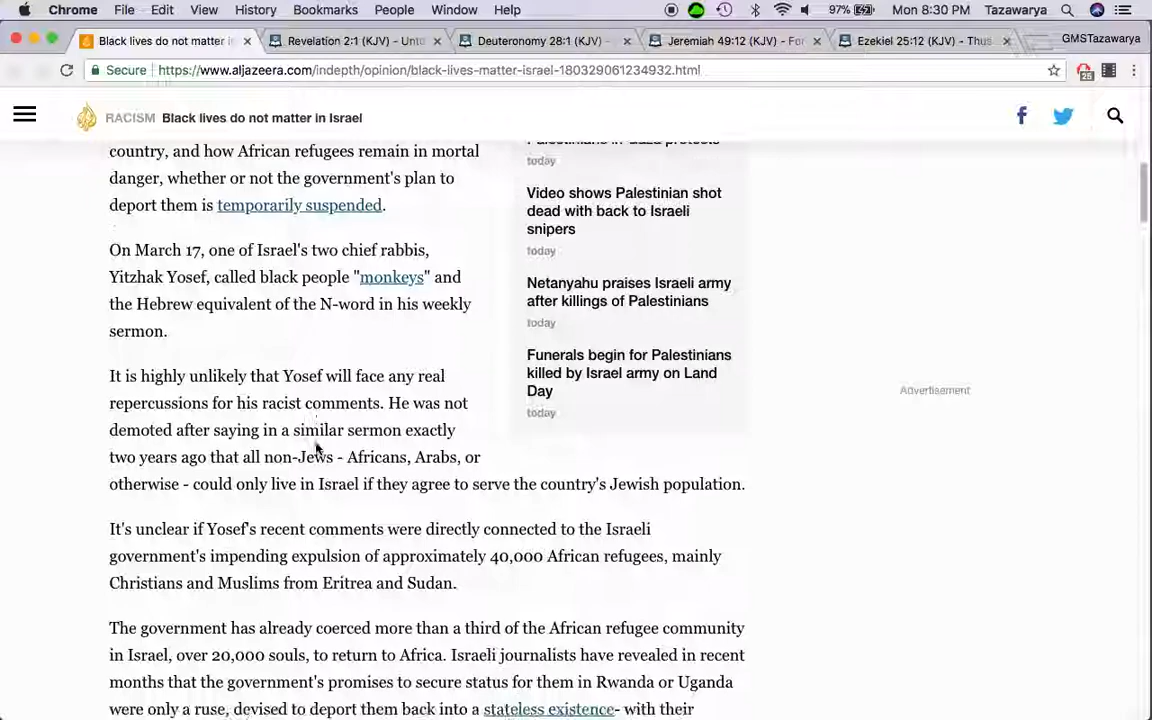 Chrome File Edit View History Bookmarks People Window Help 97% Mon 8:30 PM Tazawarya
Black lives do not matter in Revelation 2:1 (KJV) - Unto Deuteronomy 28:1 (KJV) - Jeremiah 49:12 (KJV) - For Ezekiel 25:12 (KJV) - Thus GMSTazawarya
Secure https://www.aljazeera.com/indepth/opinion/black-lives-matter-israel-180329061234932.html 25
RACISM Black lives do not matter in Israel
country, and how African refugees remain in mortal
danger, whether or not the government's plan to
deport them is temporarily suspended.
On March 17, one of Israel's two chief rabbis,
Yitzhak Yosef, called black people "monkeys" and
the Hebrew equivalent of the N-word in his weekly
sermon.
It is highly unlikely that Yosef will face any real
repercussions for his racist comments. He was not
demoted after saying in a similar sermon exactly
two years ago that all non-Jews - Africans, Arabs, or
otherwise - could only live in Israel if they agree to serve the country's Jewish population.
It's unclear if Yosef's recent comments were directly connected to the Israeli
government's impending expulsion of approximately 40,000 African refugees, mainly
Christians and Muslims from Eritrea and Sudan.
The government has already coerced more than a third of the African refugee community
in Israel, over 20,000 souls, to return to Africa. Israeli journalists have revealed in recent
months that the government's promises to secure status for them in Rwanda or Uganda
were only a ruse, devised to deport them back into a stateless existence- with their
Palestinians in Gaza protests
today
Video shows Palestinian shot
dead with back to Israeli
snipers
today
Netanyahu praises Israeli army
after killings of Palestinians
today
Funerals begin for Palestinians
killed by Israel army on Land
Day
today
Advertisement